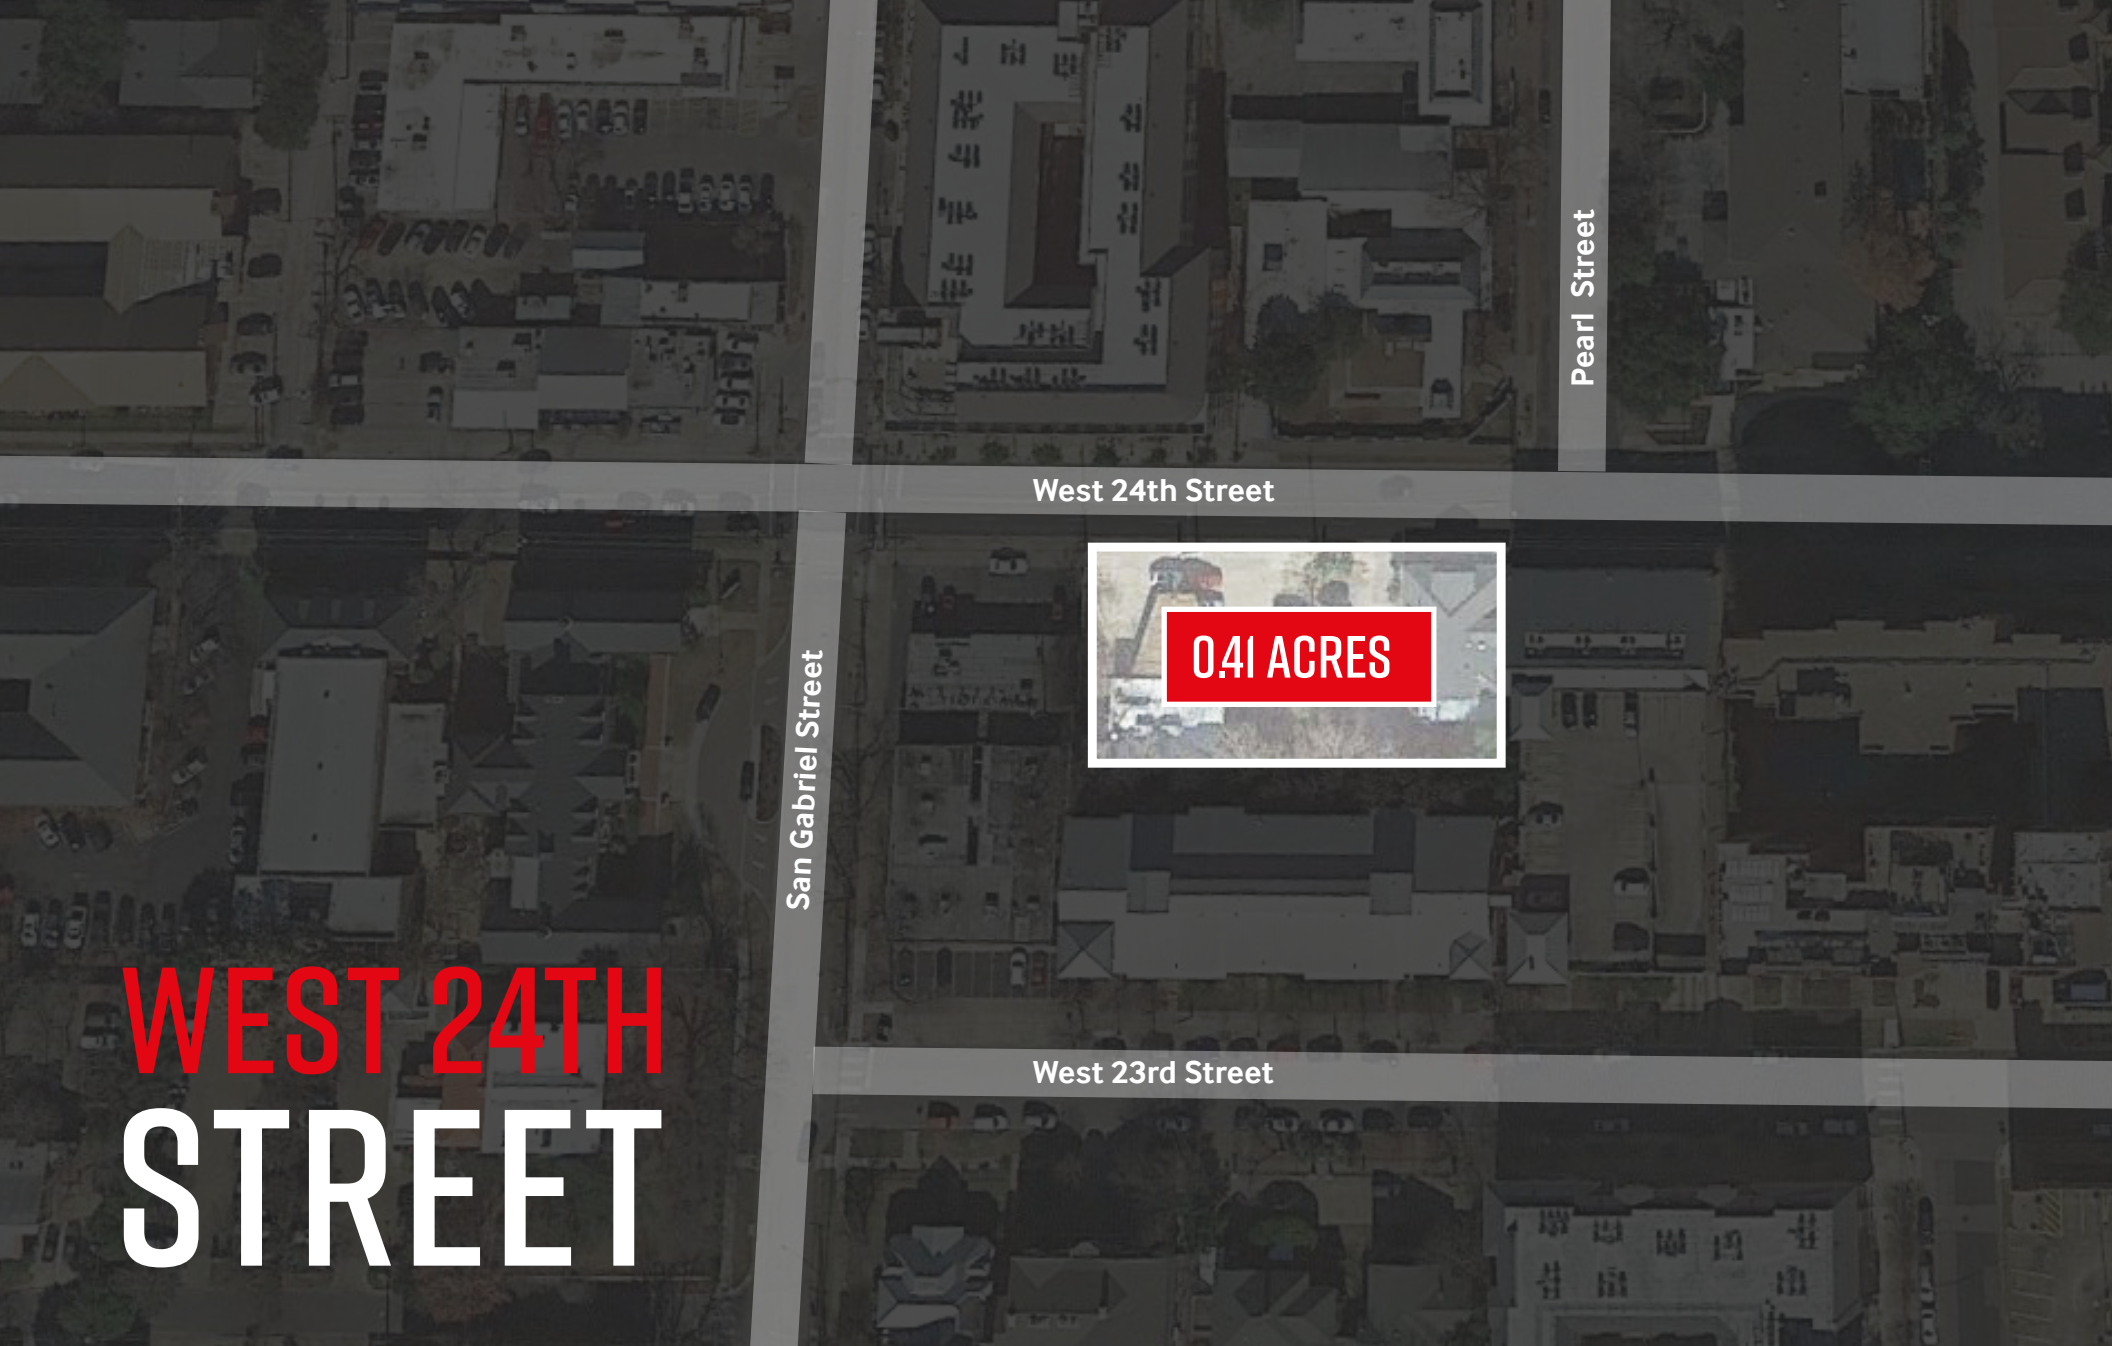 Pearl Street
West 24th Street
0.41 ACRES
San Gabriel Street
WEST 24TH
STREET
West 23rd Street